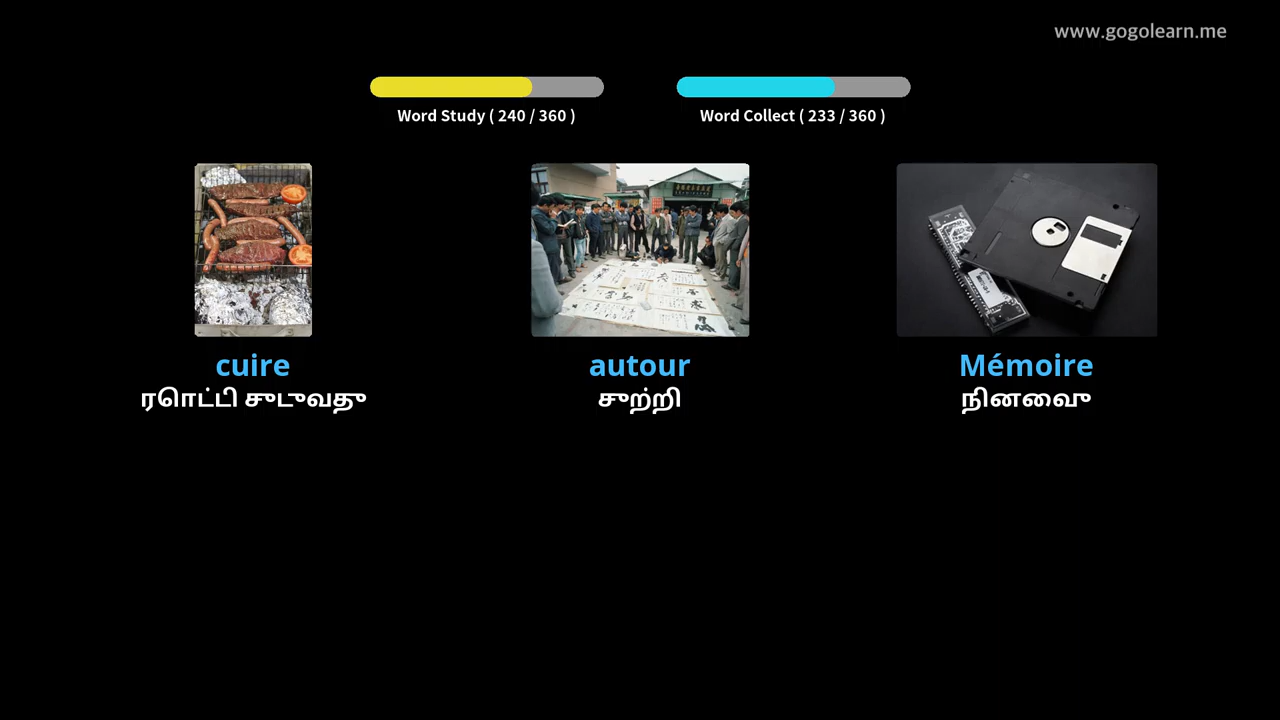 www.gogolearn.me
Word Study ( 240 / 360 )
Word Collect ( 233 / 360 )
cuire
autour
Mémoire
ரொட்டி சுடுவது
சுற்றி
நினைவு